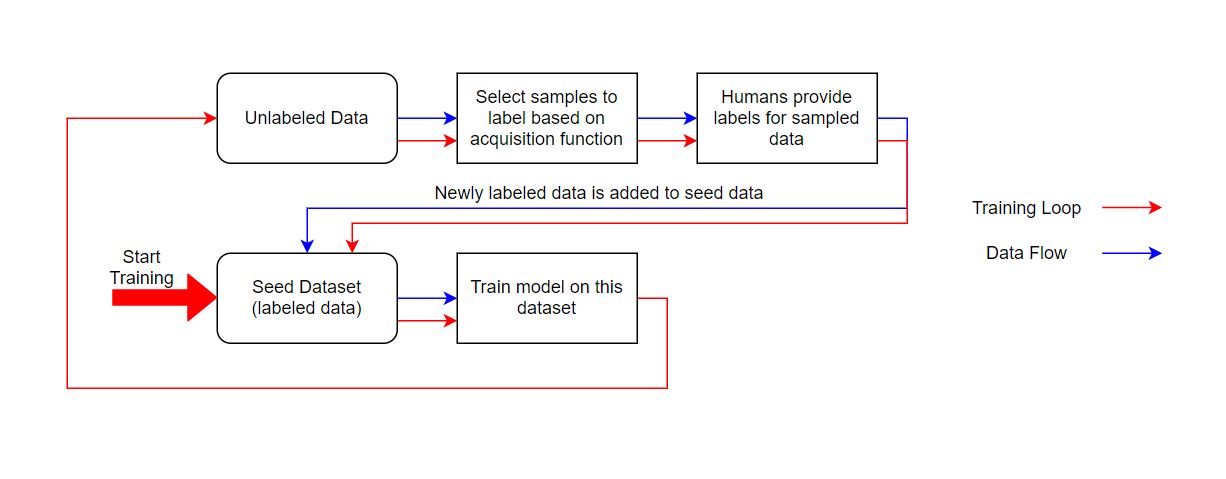 Unlabeled Data
Select samples to
label based on
acquisition function
Humans provide
labels for sampled
data
Newly labeled data is added to seed data
Training Loop
Data Flow
Start
Training
Seed Dataset
(labeled data)
Train model on this
dataset